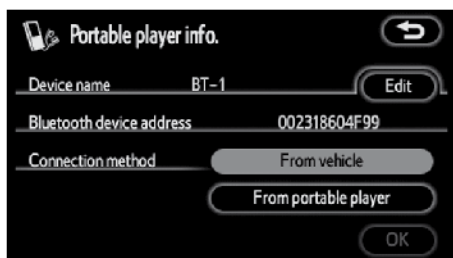 Portable player info.
Device name BT-1 Edit
Bluetooth device address 002318604F99
Connection method From vehicle
From portable player
OK